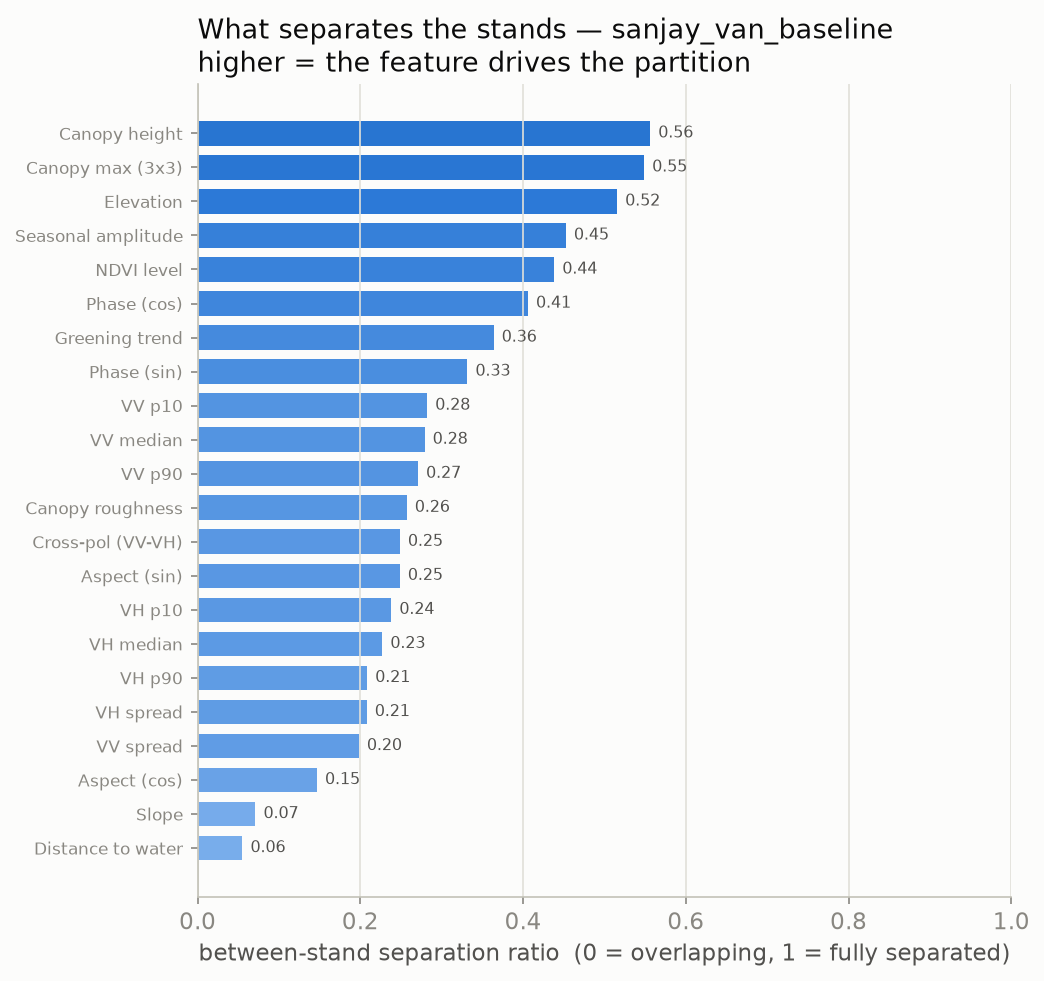 What separates the stands — sanjay_van_baseline
higher = the feature drives the partition
Canopy height 0.56
Canopy max (3x3) 0.55
Elevation 0.52
Seasonal amplitude 0.45
NDVI level 0.44
Phase (cos) 0.41
Greening trend 0.36
Phase (sin) 0.33
VV p10 0.28
VV median 0.28
VV p90 0.27
Canopy roughness 0.26
Cross-pol (VV-VH) 0.25
Aspect (sin) 0.25
VH p10 0.24
VH median 0.23
VH p90 0.21
VH spread 0.21
VV spread 0.20
Aspect (cos) 0.15
Slope 0.07
Distance to water 0.06
0.0 0.2 0.4 0.6 0.8 1.0
between-stand separation ratio (0 = overlapping, 1 = fully separated)